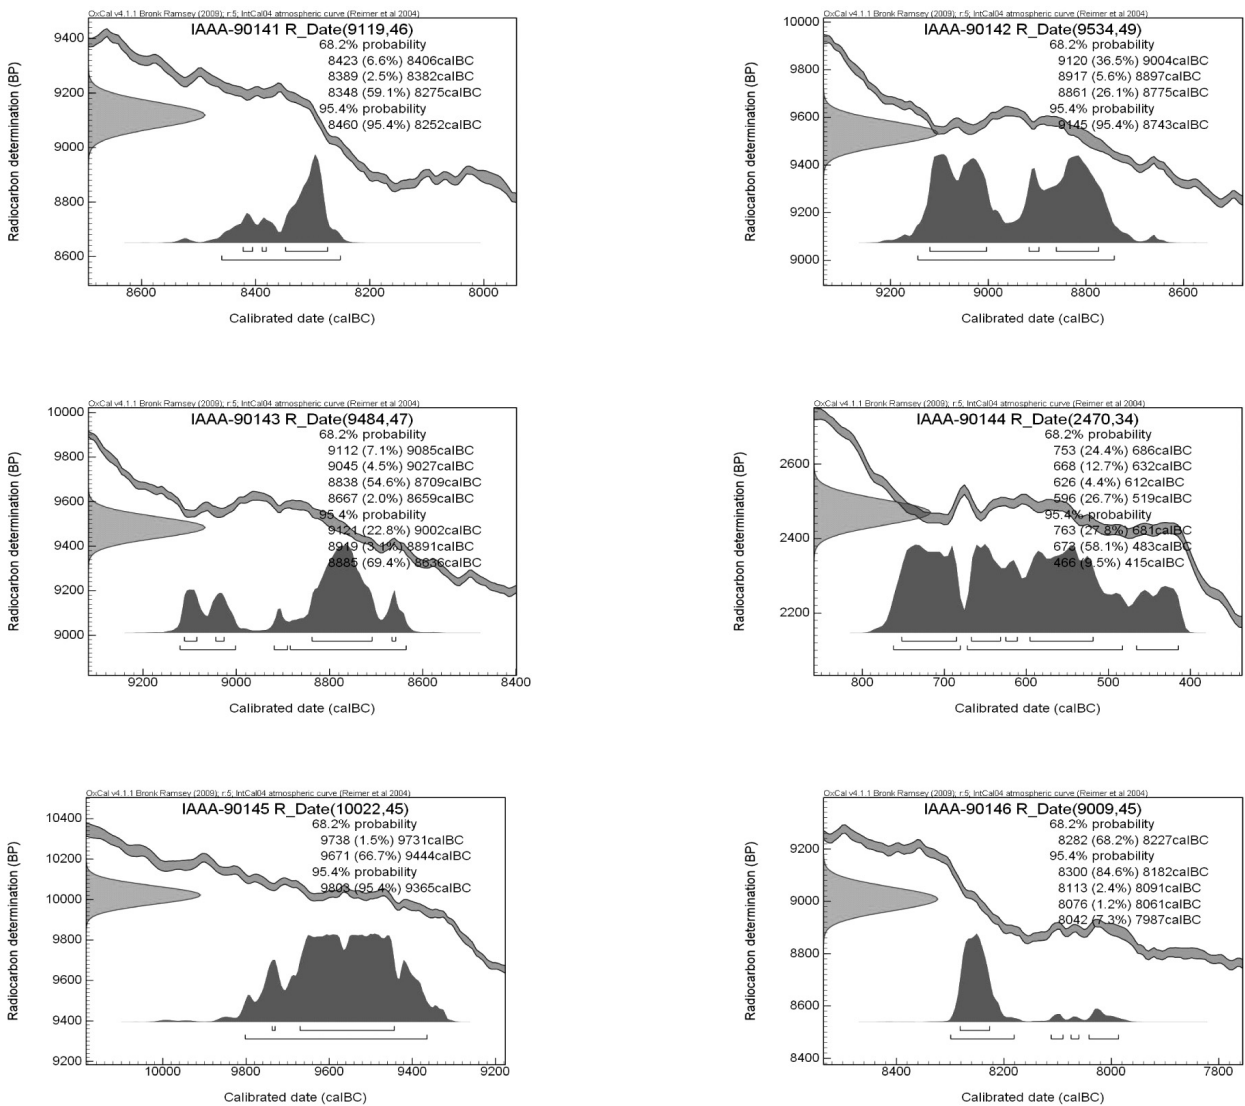 OxCal v4.1.1 Bronk Ramsey (2009); r:5; IntCal04 atmospheric curve (Reimer et al 2004)
IAAA-90141 R_Date(9119,46)
68.2% probability
8423 (6.6%) 8406calBC
8389 (2.5%) 8382calBC
8348 (59.1%) 8275calBC
95.4% probability
8460 (95.4%) 8252calBC
Radiocarbon determination (BP)
9400
9200
9000
8800
8600
8600 8400 8200 8000
Calibrated date (calBC)
OxCal v4.1.1 Bronk Ramsey (2009); r:5; IntCal04 atmospheric curve (Reimer et al 2004)
IAAA-90142 R_Date(9534,49)
68.2% probability
9120 (36.5%) 9004calBC
8917 (5.6%) 8897calBC
8861 (26.1%) 8775calBC
95.4% probability
9145 (95.4%) 8743calBC
Radiocarbon determination (BP)
10000
9800
9600
9400
9200
9000
9200 9000 8800 8600
Calibrated date (calBC)
OxCal v4.1.1 Bronk Ramsey (2009); r:5; IntCal04 atmospheric curve (Reimer et al 2004)
IAAA-90143 R_Date(9484,47)
68.2% probability
9112 (7.1%) 9085calBC
9045 (4.5%) 9027calBC
8838 (54.6%) 8709calBC
8667 (2.0%) 8659calBC
95.4% probability
9121 (22.8%) 9002calBC
8919 (3.1%) 8891calBC
8885 (69.4%) 8636calBC
Radiocarbon determination (BP)
10000
9800
9600
9400
9200
9000
9200 9000 8800 8600 8400
Calibrated date (calBC)
OxCal v4.1.1 Bronk Ramsey (2009); r:5; IntCal04 atmospheric curve (Reimer et al 2004)
IAAA-90144 R_Date(2470,34)
68.2% probability
753 (24.4%) 686calBC
668 (12.7%) 632calBC
626 (4.4%) 612calBC
596 (26.7%) 519calBC
95.4% probability
763 (27.8%) 681calBC
673 (58.1%) 483calBC
466 (9.5%) 415calBC
Radiocarbon determination (BP)
2600
2400
2200
800 700 600 500 400
Calibrated date (calBC)
OxCal v4.1.1 Bronk Ramsey (2009); r:5; IntCal04 atmospheric curve (Reimer et al 2004)
IAAA-90145 R_Date(10022,45)
68.2% probability
9738 (1.5%) 9731calBC
9671 (66.7%) 9444calBC
95.4% probability
9803 (95.4%) 9365calBC
Radiocarbon determination (BP)
10400
10200
10000
9800
9600
9400
9200
10000 9800 9600 9400 9200
Calibrated date (calBC)
OxCal v4.1.1 Bronk Ramsey (2009); r:5; IntCal04 atmospheric curve (Reimer et al 2004)
IAAA-90146 R_Date(9009,45)
68.2% probability
8282 (68.2%) 8227calBC
95.4% probability
8300 (84.6%) 8182calBC
8113 (2.4%) 8091calBC
8076 (1.2%) 8061calBC
8042 (7.3%) 7987calBC
Radiocarbon determination (BP)
9200
9000
8800
8600
8400
8400 8200 8000 7800
Calibrated date (calBC)